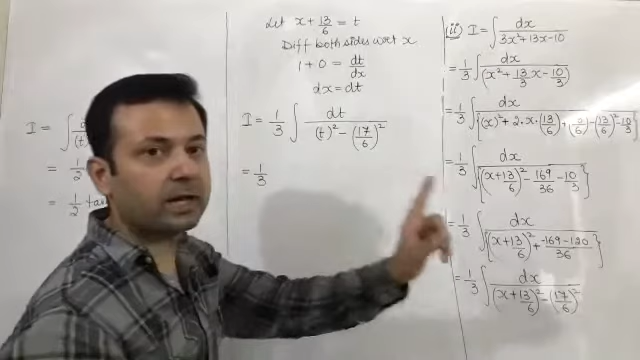 I = ∫
= 1/2
= 1/2 tan
Let x + 13/6 = t
Diff both sides wrt x
1 + 0 = dt/dx
dx = dt
I = 1/3 ∫ dt/((t)² - (17/6)²)
= 1/3
(ii) I = ∫ dx/(3x² + 13x - 10)
= 1/3 ∫ dx/(x² + 13/3 x - 10/3)
= 1/3 ∫ dx/{(x)² + 2·x·(13/6) + (13/6)² - (13/6)² - 10/3}
= 1/3 ∫ dx/{(x + 13/6)² - 169/36 - 10/3}
= 1/3 ∫ dx/{(x + 13/6)² + (-169 - 120)/36}
= 1/3 ∫ dx/((x + 13/6)² - (17/6)²)